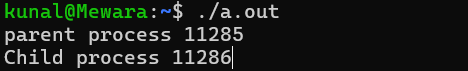 kunal@Mewara:~$ ./a.out
parent process 11285
Child process 11286